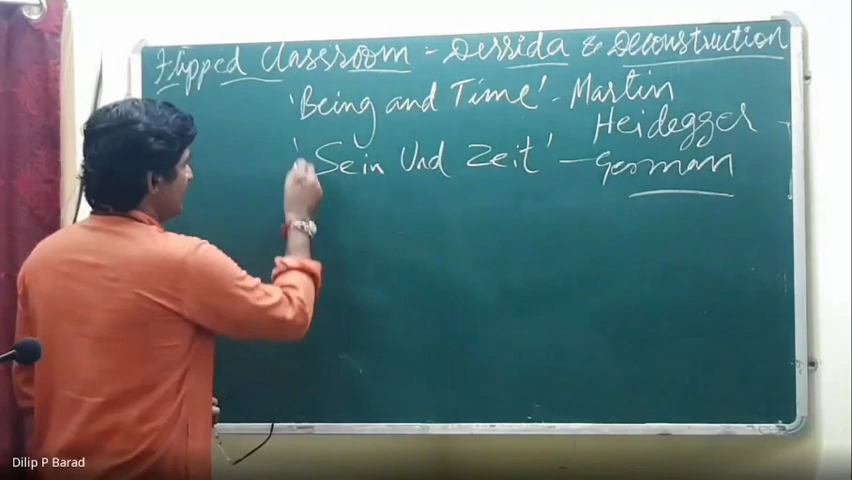 Flipped Classroom = Derrida & Deconstruction
'Being and Time' - Martin
Heidegger
'Sein Und Zeit' — German
Dilip P Barad